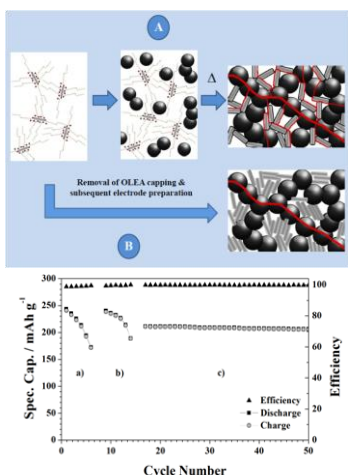 A
Δ
Removal of OLEA capping &
subsequent electrode preparation
B
Spec. Cap. / mAh g⁻¹
300
250
200
150
100
50
0
a)
b)
c)
Efficiency
Discharge
Charge
100
80
60
40
20
0
Efficiency
0
10
20
30
40
50
Cycle Number